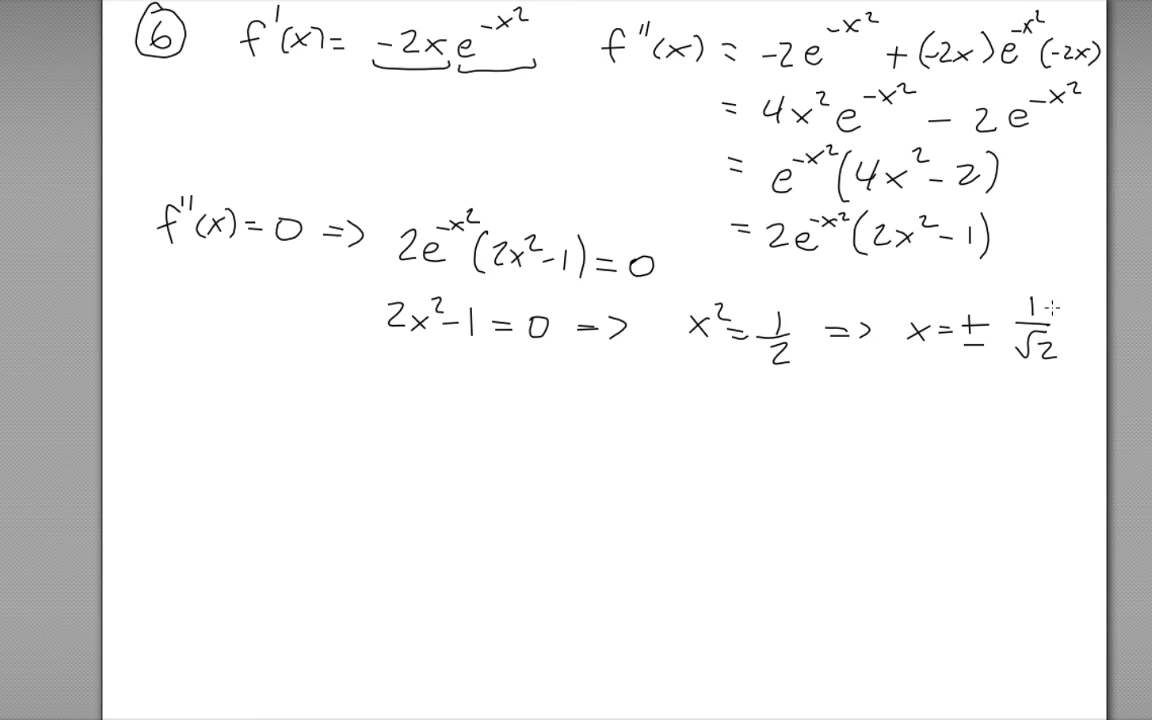 ⑥ f'(x) = -2x e^{-x^2} f''(x) = -2e^{-x^2} + (-2x)e^{-x^2}(-2x)
= 4x^2 e^{-x^2} - 2e^{-x^2}
= e^{-x^2}(4x^2 - 2)
= 2e^{-x^2}(2x^2 - 1)
f''(x) = 0 => 2e^{-x^2}(2x^2 - 1) = 0
2x^2 - 1 = 0 => x^2 = 1/2 => x = ± 1/√2